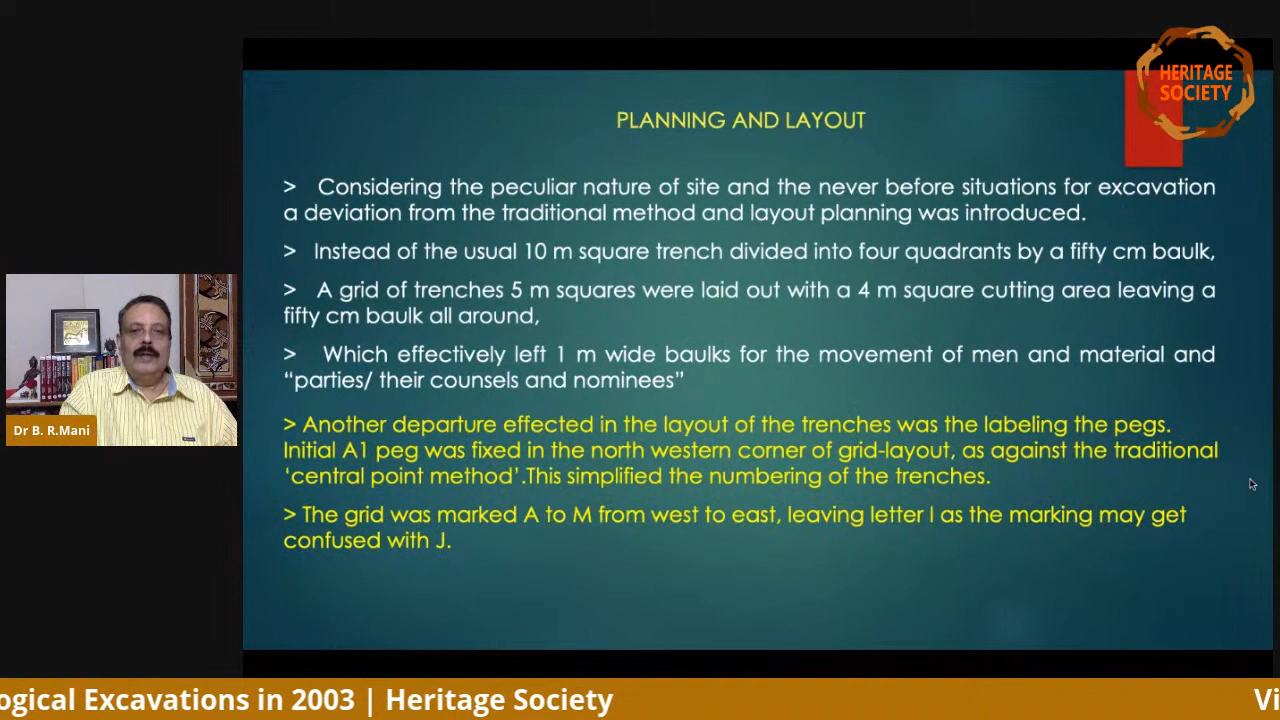 HERITAGE
SOCIETY
PLANNING AND LAYOUT
> Considering the peculiar nature of site and the never before situations for excavation
a deviation from the traditional method and layout planning was introduced.
> Instead of the usual 10 m square trench divided into four quadrants by a fifty cm baulk,
> A grid of trenches 5 m squares were laid out with a 4 m square cutting area leaving a
fifty cm baulk all around,
> Which effectively left 1 m wide baulks for the movement of men and material and
“parties/ their counsels and nominees”
> Another departure effected in the layout of the trenches was the labeling the pegs.
Initial A1 peg was fixed in the north western corner of grid-layout, as against the traditional
‘central point method’.This simplified the numbering of the trenches.
> The grid was marked A to M from west to east, leaving letter I as the marking may get
confused with J.
Dr B. R.Mani
ogical Excavations in 2003 | Heritage Society
Vi